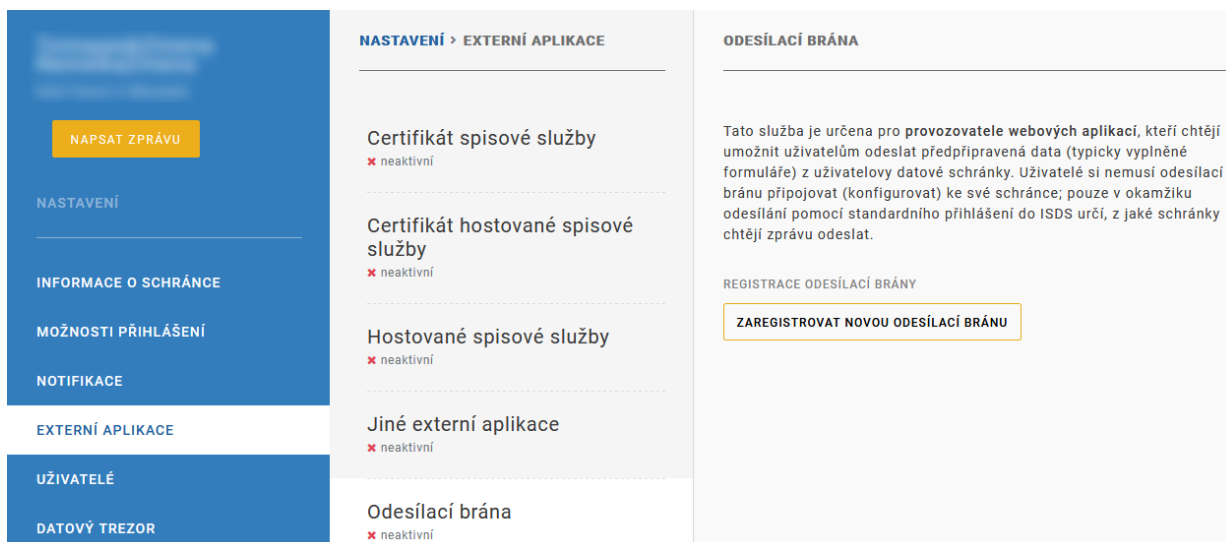 NAPSAT ZPRÁVU
NASTAVENÍ
INFORMACE O SCHRÁNCE
MOŽNOSTI PŘIHLÁŠENÍ
NOTIFIKACE
EXTERNÍ APLIKACE
UŽIVATELÉ
DATOVÝ TREZOR
NASTAVENÍ > EXTERNÍ APLIKACE
Certifikát spisové služby
✖ neaktivní
Certifikát hostované spisové
služby
✖ neaktivní
Hostované spisové služby
✖ neaktivní
Jiné externí aplikace
✖ neaktivní
Odesílací brána
✖ neaktivní
ODESÍLACÍ BRÁNA
Tato služba je určena pro provozovatele webových aplikací, kteří chtějí
umožnit uživatelům odeslat předpřipravená data (typicky vyplněné
formuláře) z uživatelovy datové schránky. Uživatelé si nemusí odesílací
bránu připojovat (konfigurovat) ke své schránce; pouze v okamžiku
odesílání pomocí standardního přihlášení do ISDS určí, z jaké schránky
chtějí zprávu odeslat.
REGISTRACE ODESÍLACÍ BRÁNY
ZAREGISTROVAT NOVOU ODESÍLACÍ BRÁNU